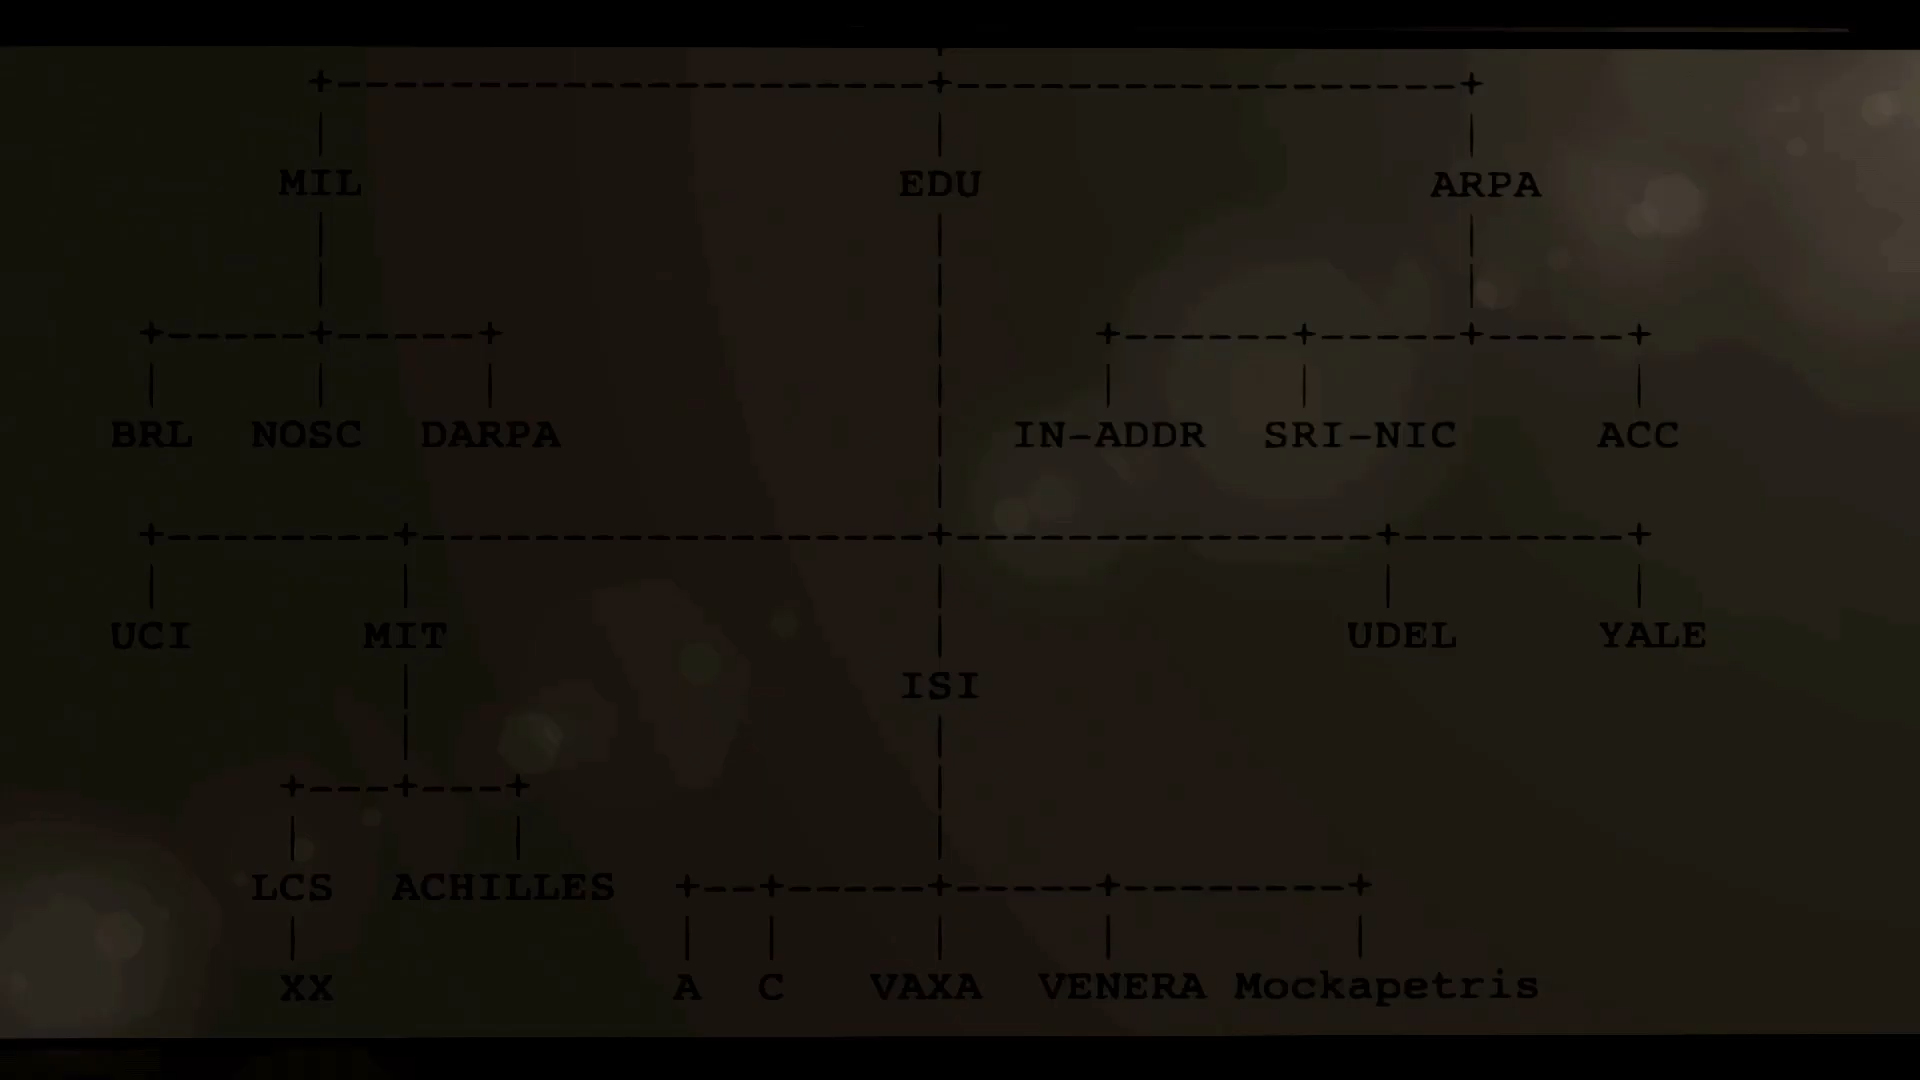 MIL EDU ARPA
BRL NOSC DARPA IN-ADDR SRI-NIC ACC
UCI MIT UDEL YALE
ISI
LCS ACHILLES
XX A C VAXA VENERA Mockapetris